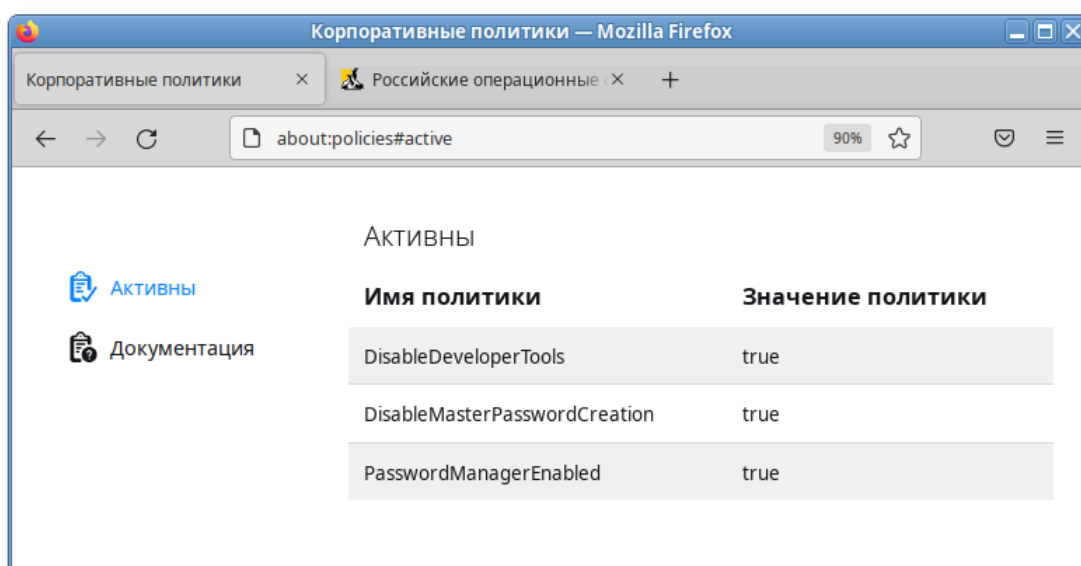 Корпоративные политики — Mozilla Firefox
Корпоративные политики
Российские операционные
about:policies#active
90%
Активны
Активны
Имя политики Значение политики
DisableDeveloperTools true
Документация
DisableMasterPasswordCreation true
PasswordManagerEnabled true